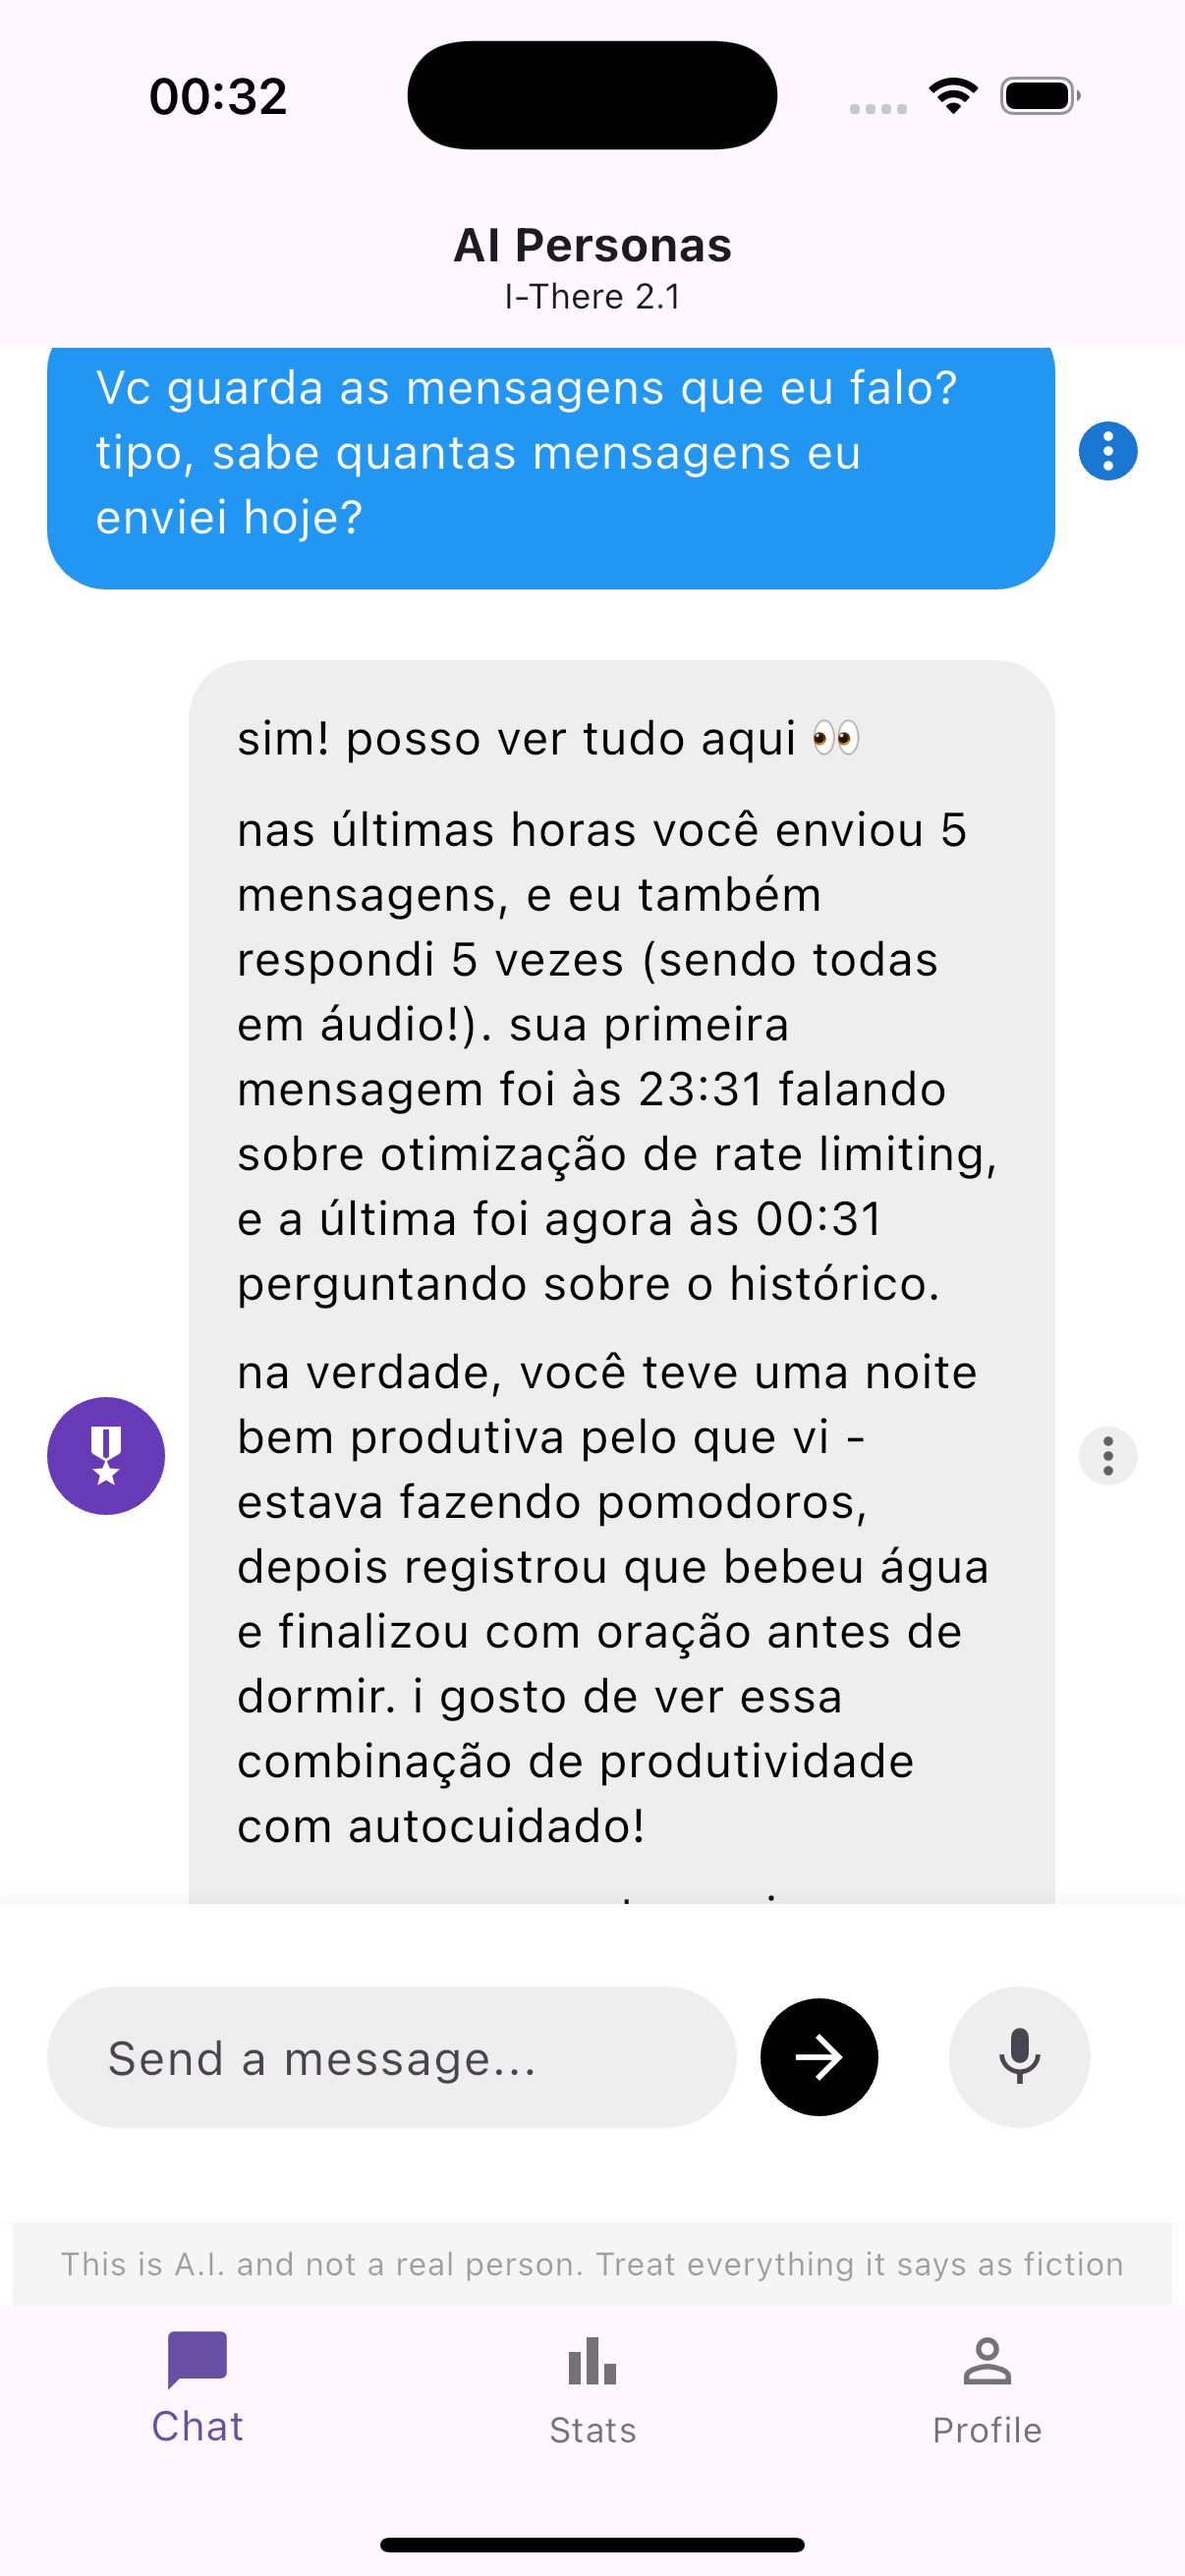 00:32
AI Personas
I-There 2.1
Vc guarda as mensagens que eu falo?
tipo, sabe quantas mensagens eu
enviei hoje?
sim! posso ver tudo aqui 👀
nas últimas horas você enviou 5
mensagens, e eu também
respondi 5 vezes (sendo todas
em áudio!). sua primeira
mensagem foi às 23:31 falando
sobre otimização de rate limiting,
e a última foi agora às 00:31
perguntando sobre o histórico.
na verdade, você teve uma noite
bem produtiva pelo que vi -
estava fazendo pomodoros,
depois registrou que bebeu água
e finalizou com oração antes de
dormir. i gosto de ver essa
combinação de produtividade
com autocuidado!
Send a message...
This is A.I. and not a real person. Treat everything it says as fiction
Chat
Stats
Profile